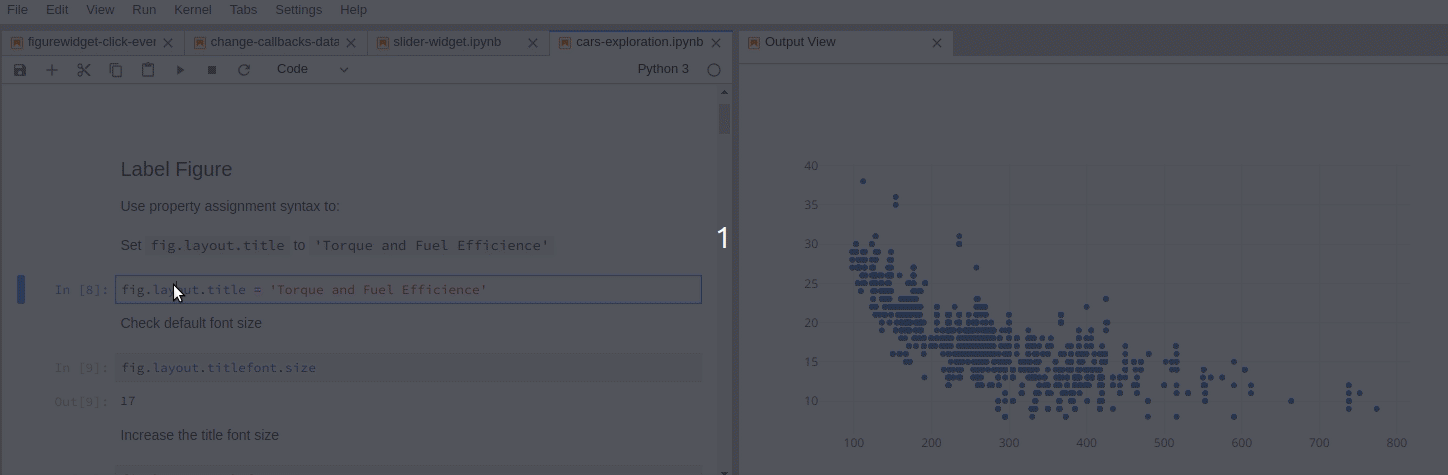 File Edit View Run Kernel Tabs Settings Help
figurewidget-click-ever change-callbacks-data slider-widget.ipynb cars-exploration.ipynb Output View
Code Python 3
Label Figure
Use property assignment syntax to:
Set fig.layout.title to 'Torque and Fuel Efficience'
1
In [8]: fig.layout.title = 'Torque and Fuel Efficience'
Check default font size
In [9]: fig.layout.titlefont.size
Out[9]: 17
Increase the title font size
40
35
30
25
20
15
10
100 200 300 400 500 600 700 800